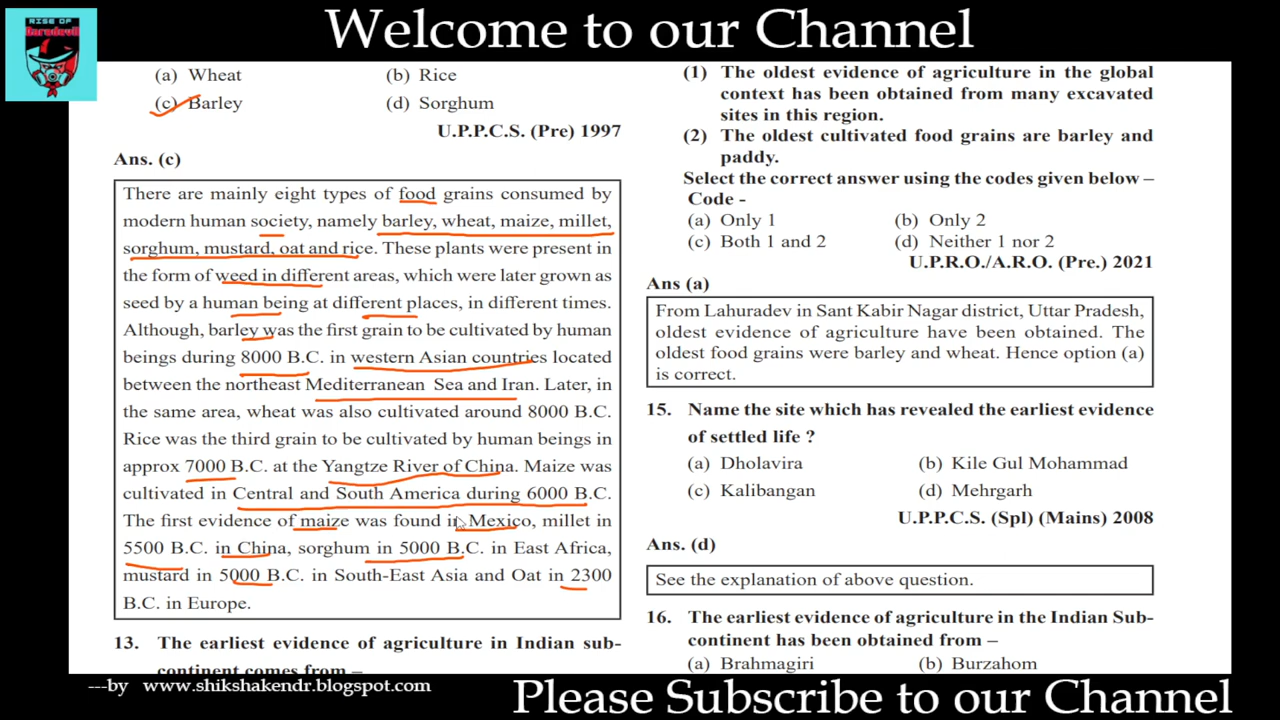 RISE OF
Daredevil
Welcome to our Channel
(a) Wheat (b) Rice
(c) Barley (d) Sorghum
U.P.P.C.S. (Pre) 1997
Ans. (c)
There are mainly eight types of food grains consumed by
modern human society, namely barley, wheat, maize, millet,
sorghum, mustard, oat and rice. These plants were present in
the form of weed in different areas, which were later grown as
seed by a human being at different places, in different times.
Although, barley was the first grain to be cultivated by human
beings during 8000 B.C. in western Asian countries located
between the northeast Mediterranean Sea and Iran. Later, in
the same area, wheat was also cultivated around 8000 B.C.
Rice was the third grain to be cultivated by human beings in
approx 7000 B.C. at the Yangtze River of China. Maize was
cultivated in Central and South America during 6000 B.C.
The first evidence of maize was found in Mexico, millet in
5500 B.C. in China, sorghum in 5000 B.C. in East Africa,
mustard in 5000 B.C. in South-East Asia and Oat in 2300
B.C. in Europe.
13. The earliest evidence of agriculture in Indian sub-
continent comes from –
(1) The oldest evidence of agriculture in the global
context has been obtained from many excavated
sites in this region.
(2) The oldest cultivated food grains are barley and
paddy.
Select the correct answer using the codes given below –
Code -
(a) Only 1 (b) Only 2
(c) Both 1 and 2 (d) Neither 1 nor 2
U.P.R.O./A.R.O. (Pre.) 2021
Ans (a)
From Lahuradev in Sant Kabir Nagar district, Uttar Pradesh,
oldest evidence of agriculture have been obtained. The
oldest food grains were barley and wheat. Hence option (a)
is correct.
15. Name the site which has revealed the earliest evidence
of settled life ?
(a) Dholavira (b) Kile Gul Mohammad
(c) Kalibangan (d) Mehrgarh
U.P.P.C.S. (Spl) (Mains) 2008
Ans. (d)
See the explanation of above question.
16. The earliest evidence of agriculture in the Indian Sub-
continent has been obtained from –
(a) Brahmagiri (b) Burzahom
---by www.shikshakendr.blogspot.com
Please Subscribe to our Channel